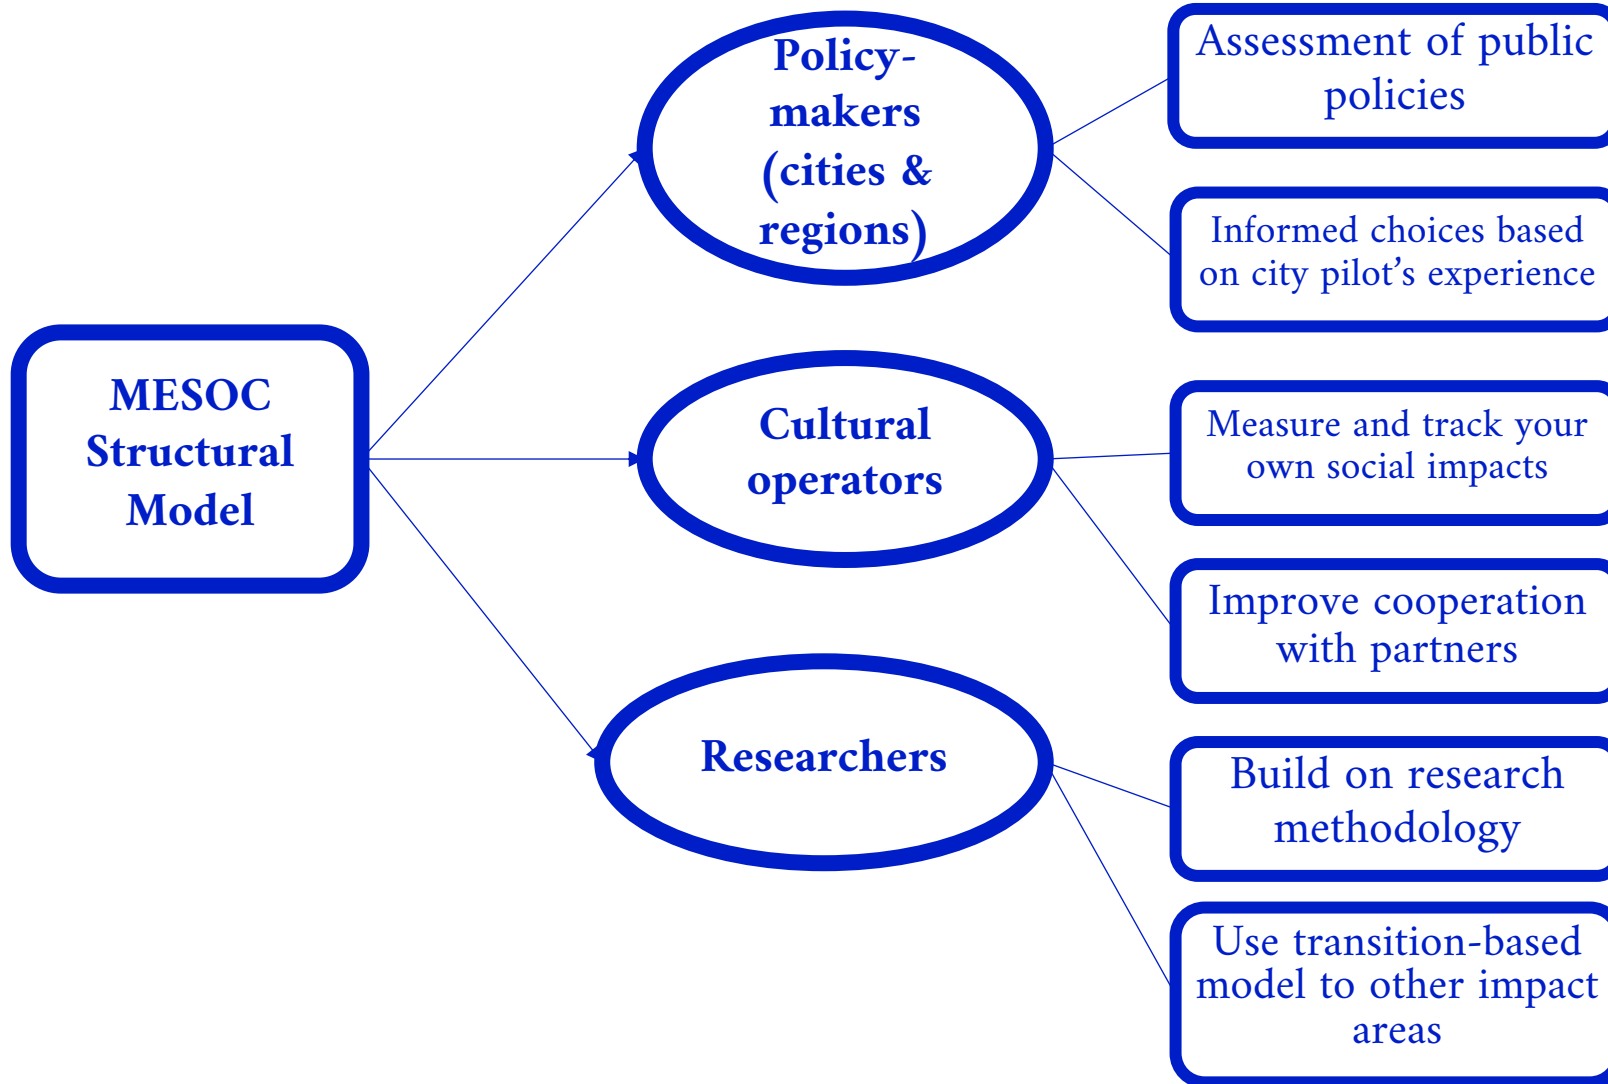 MESOC
Structural
Model
Policy-
makers
(cities &
regions)
Cultural
operators
Researchers
Assessment of public
policies
Informed choices based
on city pilot’s experience
Measure and track your
own social impacts
Improve cooperation
with partners
Build on research
methodology
Use transition-based
model to other impact
areas